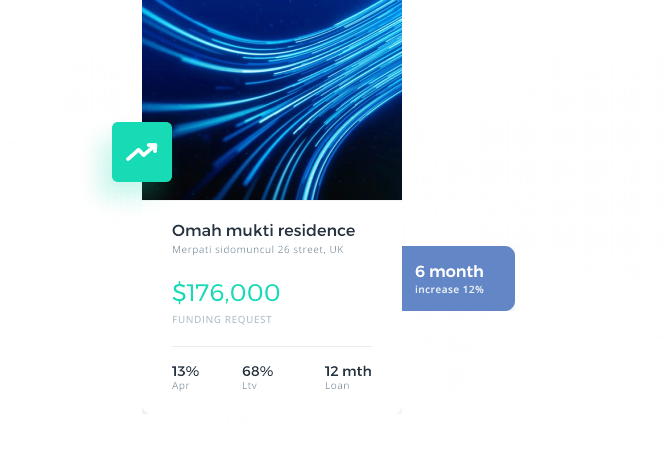 Omah mukti residence
Merpati sidomuncul 26 street, UK
6 month
increase 12%
$176,000
FUNDING REQUEST
13% 68% 12 mth
Apr Ltv Loan